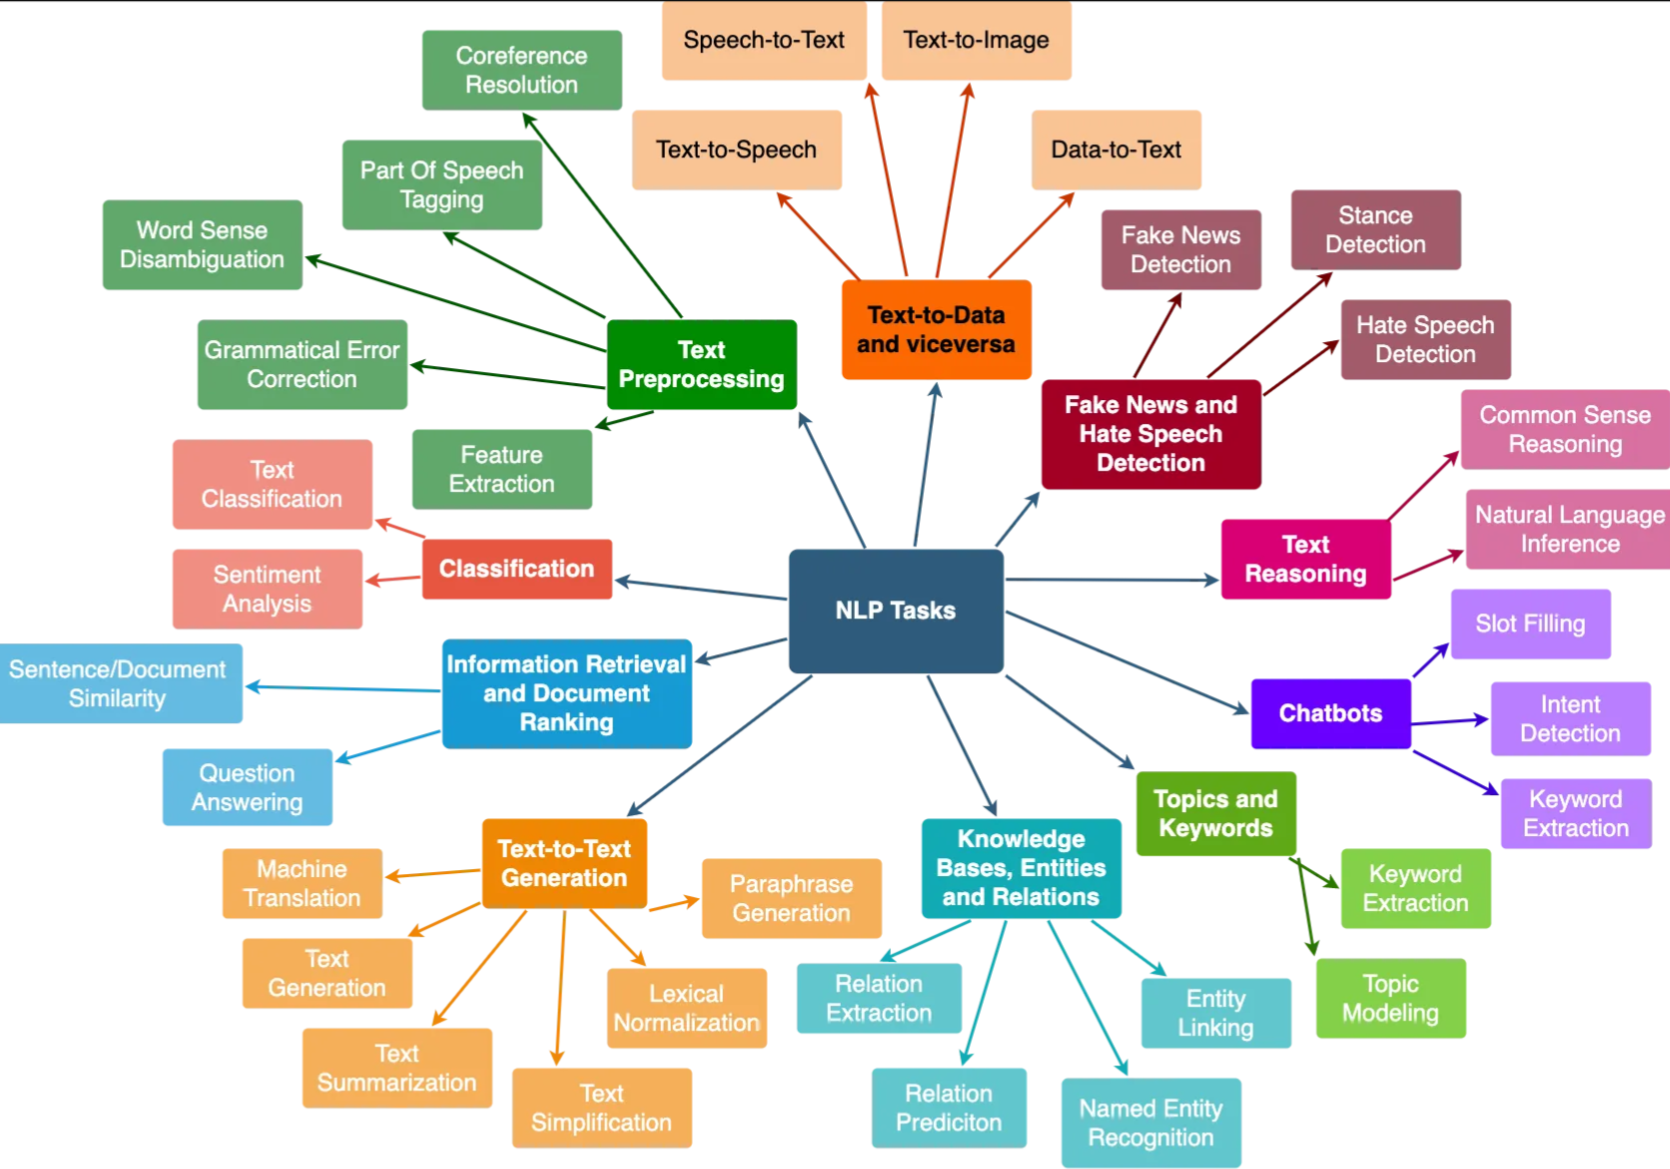 Speech-to-Text
Text-to-Image
Coreference
Resolution
Text-to-Speech
Data-to-Text
Part Of Speech
Tagging
Word Sense
Disambiguation
Fake News
Detection
Stance
Detection
Text-to-Data
and viceversa
Hate Speech
Detection
Grammatical Error
Correction
Text
Preprocessing
Fake News and
Hate Speech
Detection
Common Sense
Reasoning
Feature
Extraction
Text
Classification
Natural Language
Inference
Text
Reasoning
Classification
Sentiment
Analysis
NLP Tasks
Slot Filling
Sentence/Document
Similarity
Information Retrieval
and Document
Ranking
Chatbots
Intent
Detection
Question
Answering
Topics and
Keywords
Keyword
Extraction
Text-to-Text
Generation
Knowledge
Bases, Entities
and Relations
Machine
Translation
Paraphrase
Generation
Keyword
Extraction
Text
Generation
Lexical
Normalization
Relation
Extraction
Entity
Linking
Topic
Modeling
Text
Summarization
Text
Simplification
Relation
Prediciton
Named Entity
Recognition